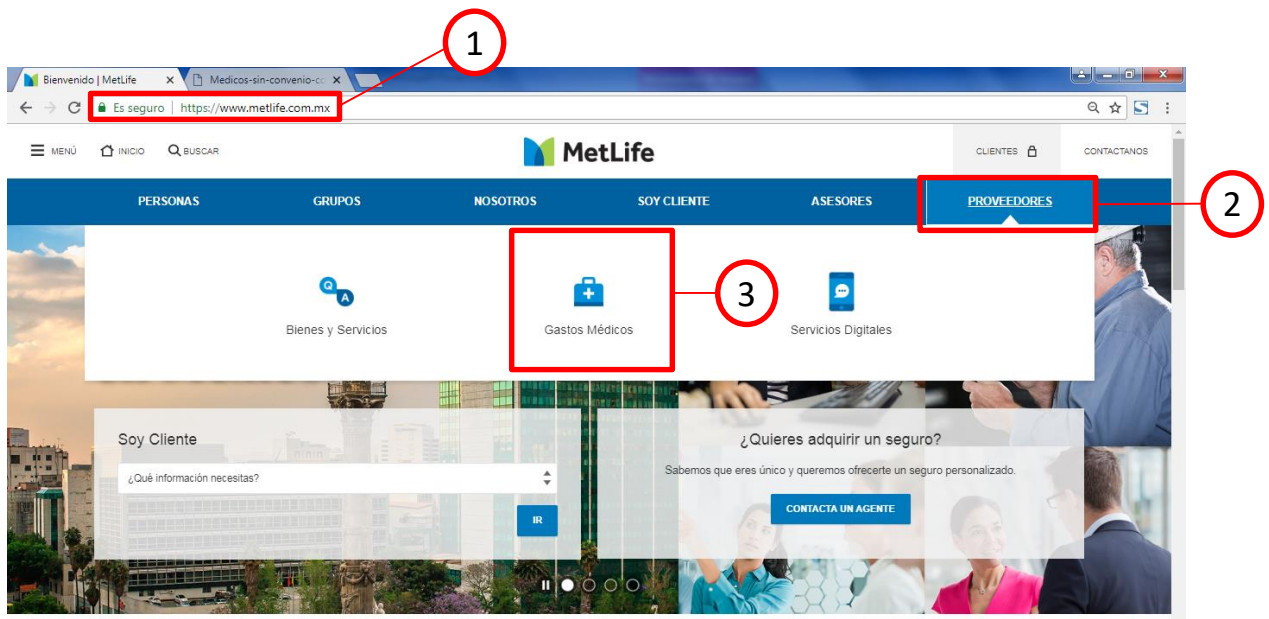 1
Bienvenido | MetLife
Medicos-sin-convenio-cc
Es seguro | https://www.metlife.com.mx
MENÚ INICIO BUSCAR
MetLife
CLIENTES CONTACTANOS
PERSONAS GRUPOS NOSOTROS SOY CLIENTE ASESORES PROVEEDORES
2
3
Q A
Bienes y Servicios Gastos Médicos Servicios Digitales
Soy Cliente
¿Qué información necesitas?
IR
¿Quieres adquirir un seguro?
Sabemos que eres único y queremos ofrecerte un seguro personalizado.
CONTACTA UN AGENTE